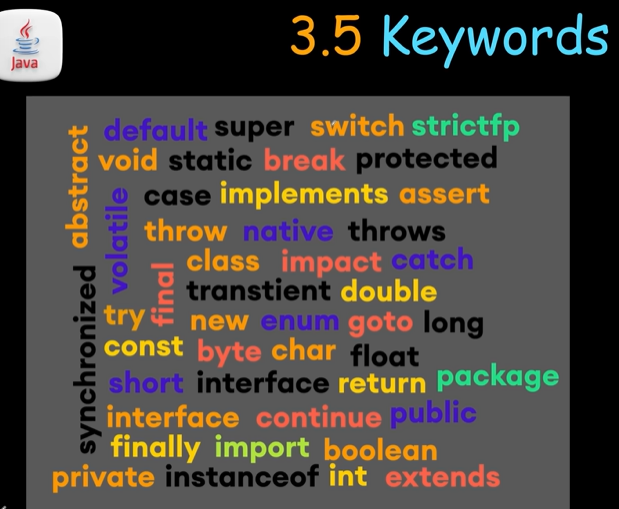 Java
3.5 Keywords
abstract
default super switch strictfp
void static break protected
volatile
case implements assert
throw native throws
class impact catch
final
synchronized
transtient double
try new enum goto long
const byte char float
short interface return package
interface continue public
finally import boolean
private instanceof int extends